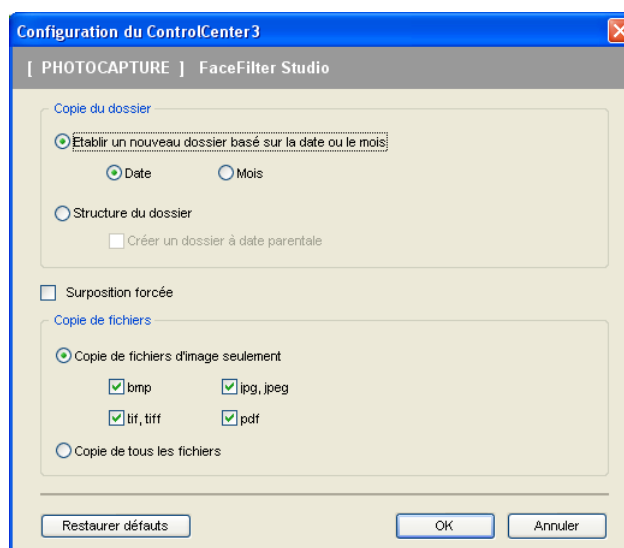 Configuration du ControlCenter3
[ PHOTOCAPTURE ] FaceFilter Studio
Copie du dossier
Etablir un nouveau dossier basé sur la date ou le mois
Date Mois
Structure du dossier
Créer un dossier à date parentale
Surposition forcée
Copie de fichiers
Copie de fichiers d'image seulement
bmp jpg, jpeg
tif, tiff pdf
Copie de tous les fichiers
Restaurer défauts OK Annuler